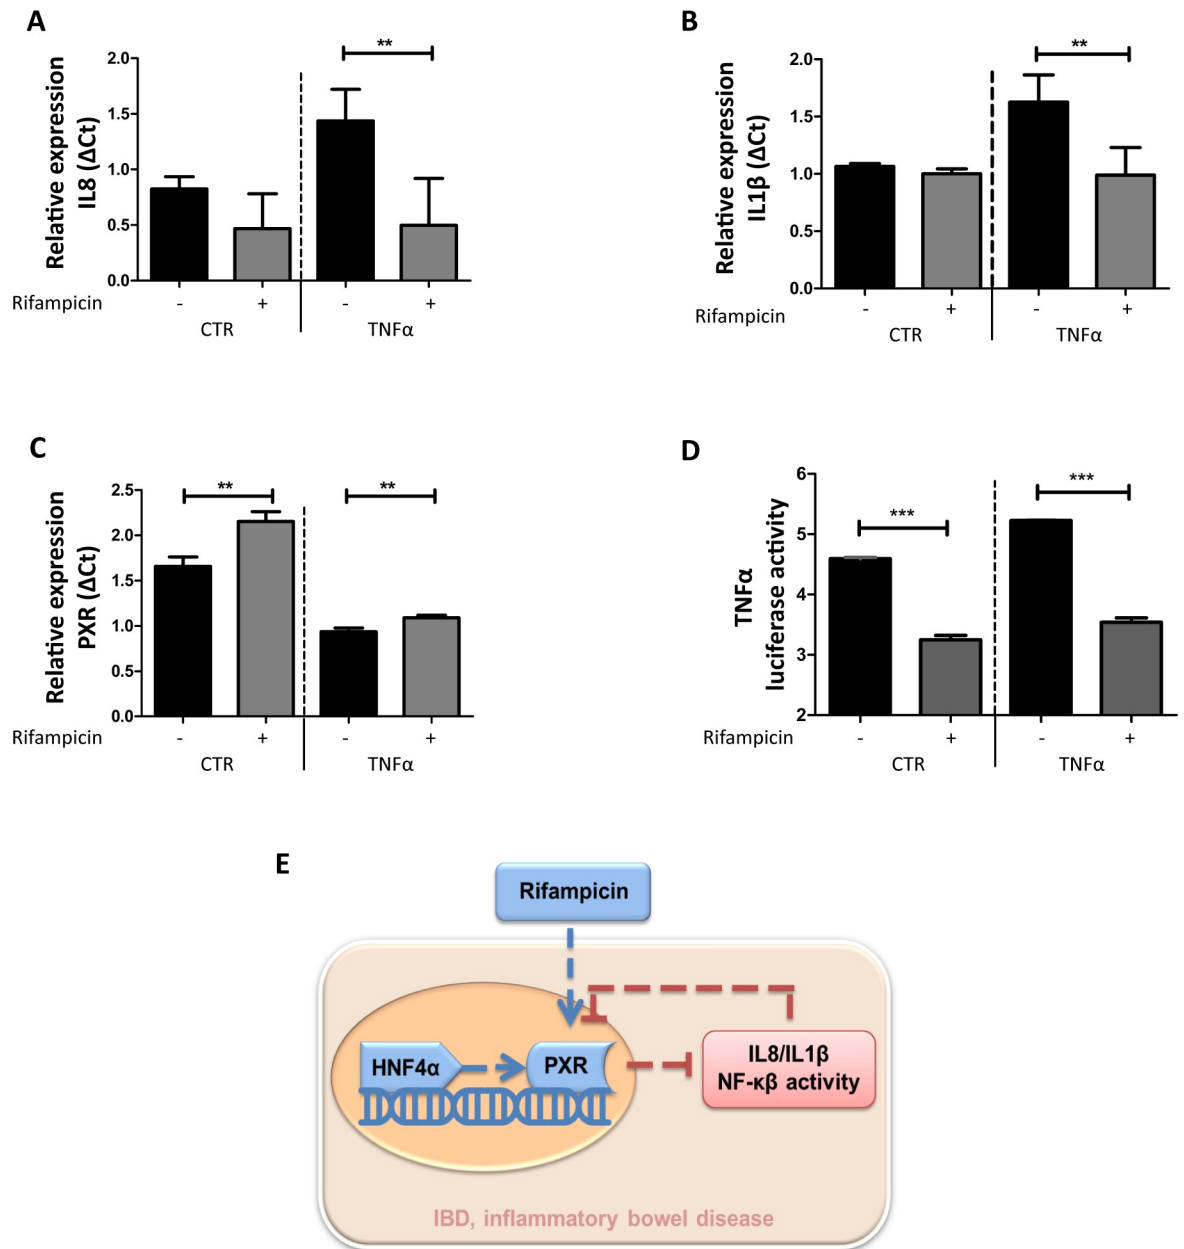 A
Relative expression
IL8 (ΔCt)
2.0
1.5
1.0
0.5
0.0
**
Rifampicin - + - +
CTR TNFα
B
Relative expression
IL1β (ΔCt)
2.0
1.5
1.0
0.5
0.0
**
Rifampicin - + - +
CTR TNFα
C
Relative expression
PXR (ΔCt)
2.5
2.0
1.5
1.0
0.5
0.0
** **
Rifampicin - + - +
CTR TNFα
D
TNFα
luciferase activity
6
5
4
3
2
*** ***
Rifampicin - + - +
CTR TNFα
E
Rifampicin
HNF4α
PXR
IL8/IL1β
NF-κβ activity
IBD, inflammatory bowel disease